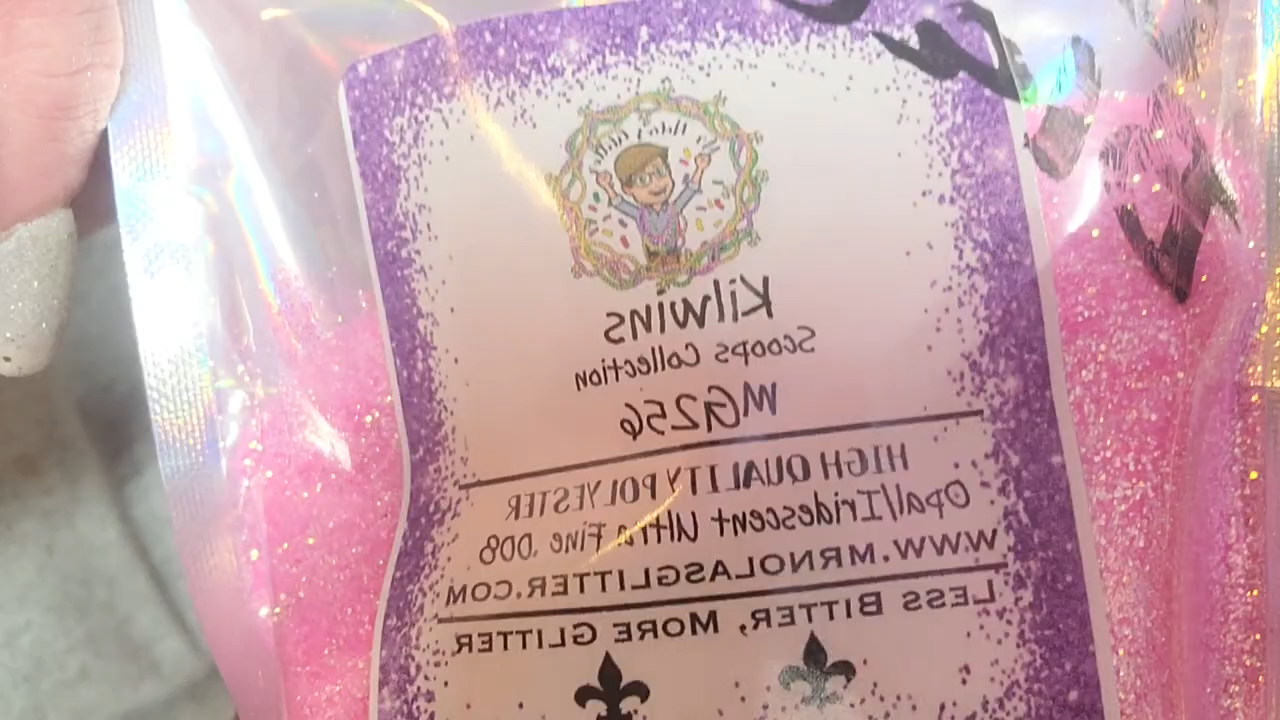 Kilwins
Scoops Collection
MG256
HIGH QUALITY POLYESTER
Opal/Iridescent Ultra Fine .008
WWW.MRNOLASGLITTER.COM
LESS BITTER, MORE GLITTER